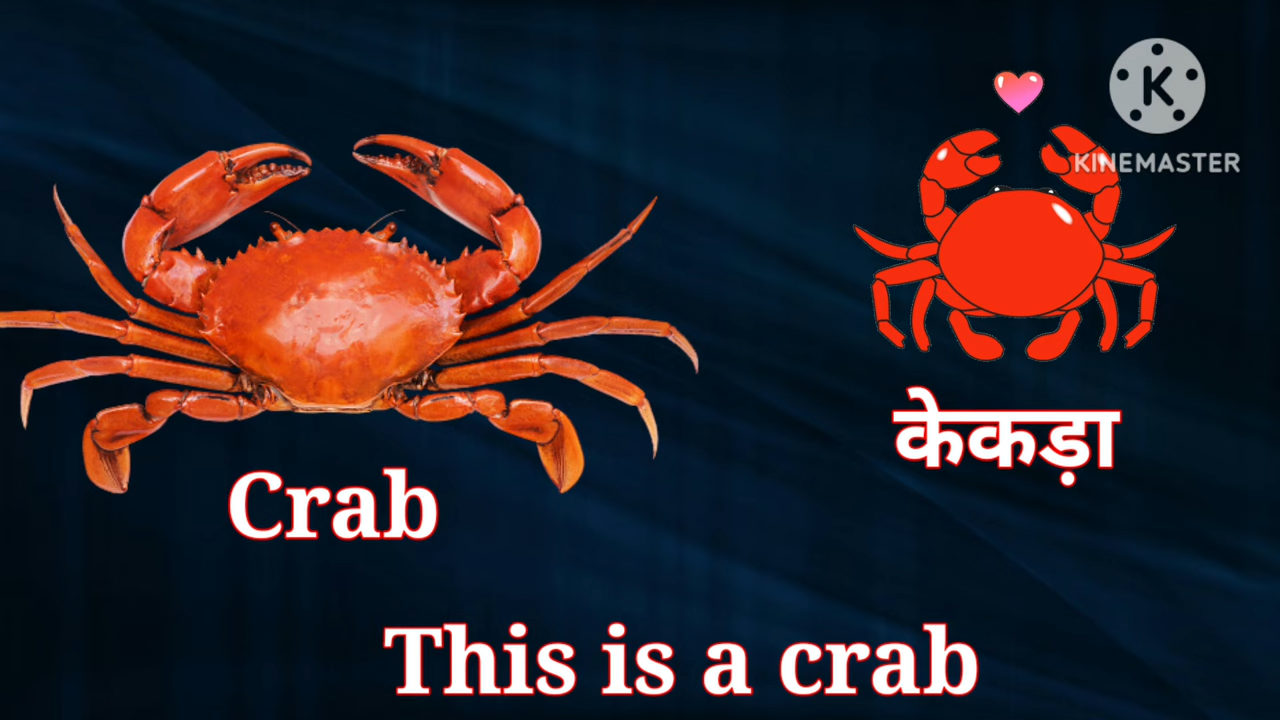 K
KINEMASTER
केकड़ा
Crab
This is a crab